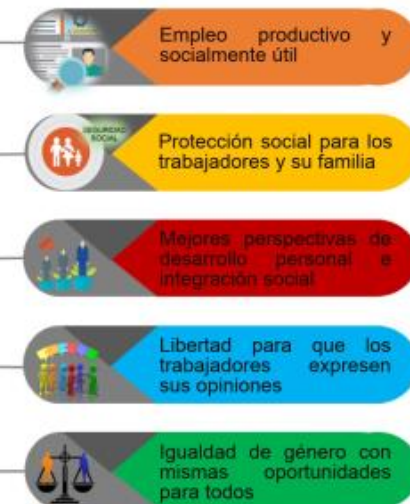 Empleo productivo y
socialmente útil
SEGURIDAD
SOCIAL
Protección social para los
trabajadores y su familia
Mejores perspectivas de
desarrollo personal e
integración social
Libertad para que los
trabajadores expresen
sus opiniones
Igualdad de género con
mismas oportunidades
para todos